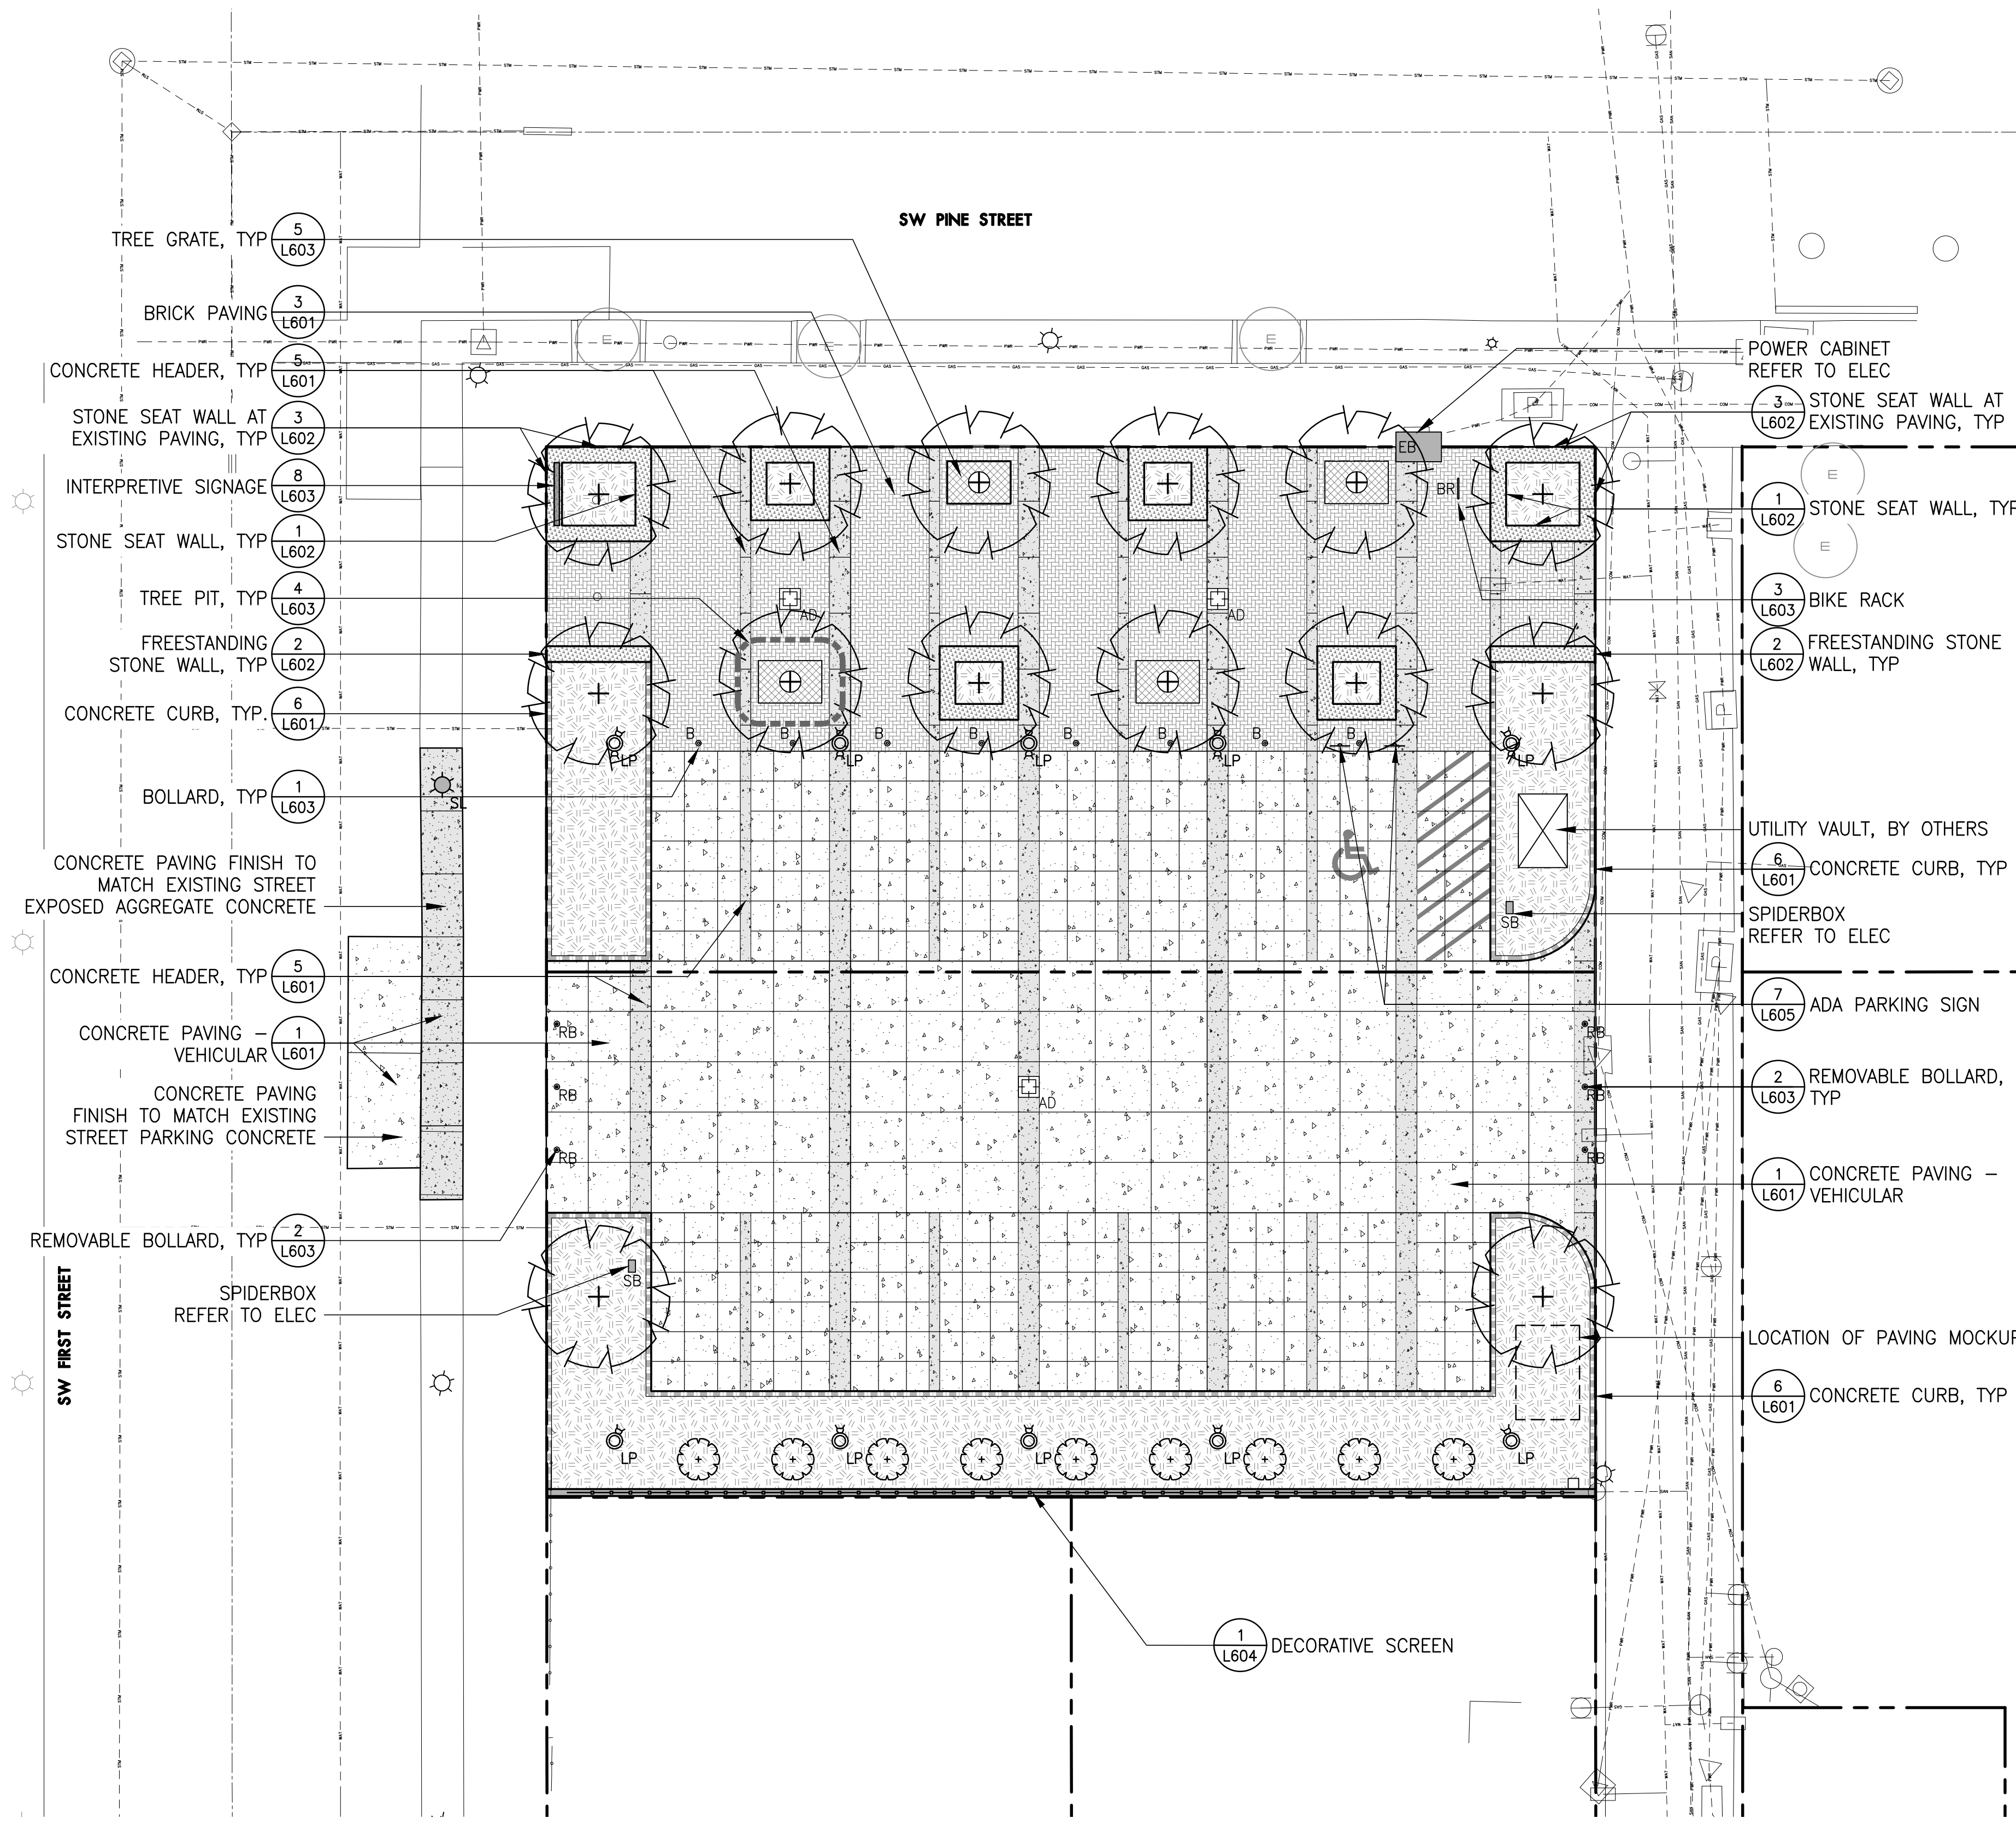 SW PINE STREET
TREE GRATE, TYP
5
L603
BRICK PAVING
3
L601
CONCRETE HEADER, TYP
5
L601
STONE SEAT WALL AT
EXISTING PAVING, TYP
3
L602
INTERPRETIVE SIGNAGE
8
L603
STONE SEAT WALL, TYP
1
L602
TREE PIT, TYP
4
L603
FREESTANDING
STONE WALL, TYP
2
L602
CONCRETE CURB, TYP.
6
L601
BOLLARD, TYP
1
L603
CONCRETE PAVING FINISH TO
MATCH EXISTING STREET
EXPOSED AGGREGATE CONCRETE
CONCRETE HEADER, TYP
5
L601
CONCRETE PAVING –
VEHICULAR
1
L601
CONCRETE PAVING
FINISH TO MATCH EXISTING
STREET PARKING CONCRETE
REMOVABLE BOLLARD, TYP
2
L603
SPIDERBOX
REFER TO ELEC
SW FIRST STREET
POWER CABINET
REFER TO ELEC
3
L602
STONE SEAT WALL AT
EXISTING PAVING, TYP
1
L602
STONE SEAT WALL, TYP
3
L603
BIKE RACK
2
L602
FREESTANDING STONE
WALL, TYP
UTILITY VAULT, BY OTHERS
6
L601
CONCRETE CURB, TYP
SPIDERBOX
REFER TO ELEC
7
L605
ADA PARKING SIGN
2
L603
REMOVABLE BOLLARD,
TYP
1
L601
CONCRETE PAVING –
VEHICULAR
LOCATION OF PAVING MOCKUP
6
L601
CONCRETE CURB, TYP
1
L604
DECORATIVE SCREEN
EB
BR
AD
AD
B
B
B
B
B
B
B
B
LP
LP
LP
LP
LP
SL
SB
RB
RB
RB
RB
RB
RB
AD
SB
LP
LP
LP
LP
LP